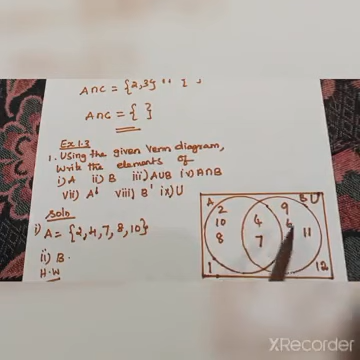 A∩C = {2,3}
A∩C = { }
Ex 1.3
1. Using the given Venn diagram,
Write the elements of
i) A ii) B iii) A∪B iv) A∩B
vii) A' viii) B' ix) U
Soln
i) A = {2, 4, 7, 8, 10}
ii) B.
H.W
A B U
2 9
10 4 6
8 7 11
1 12
XRecorder